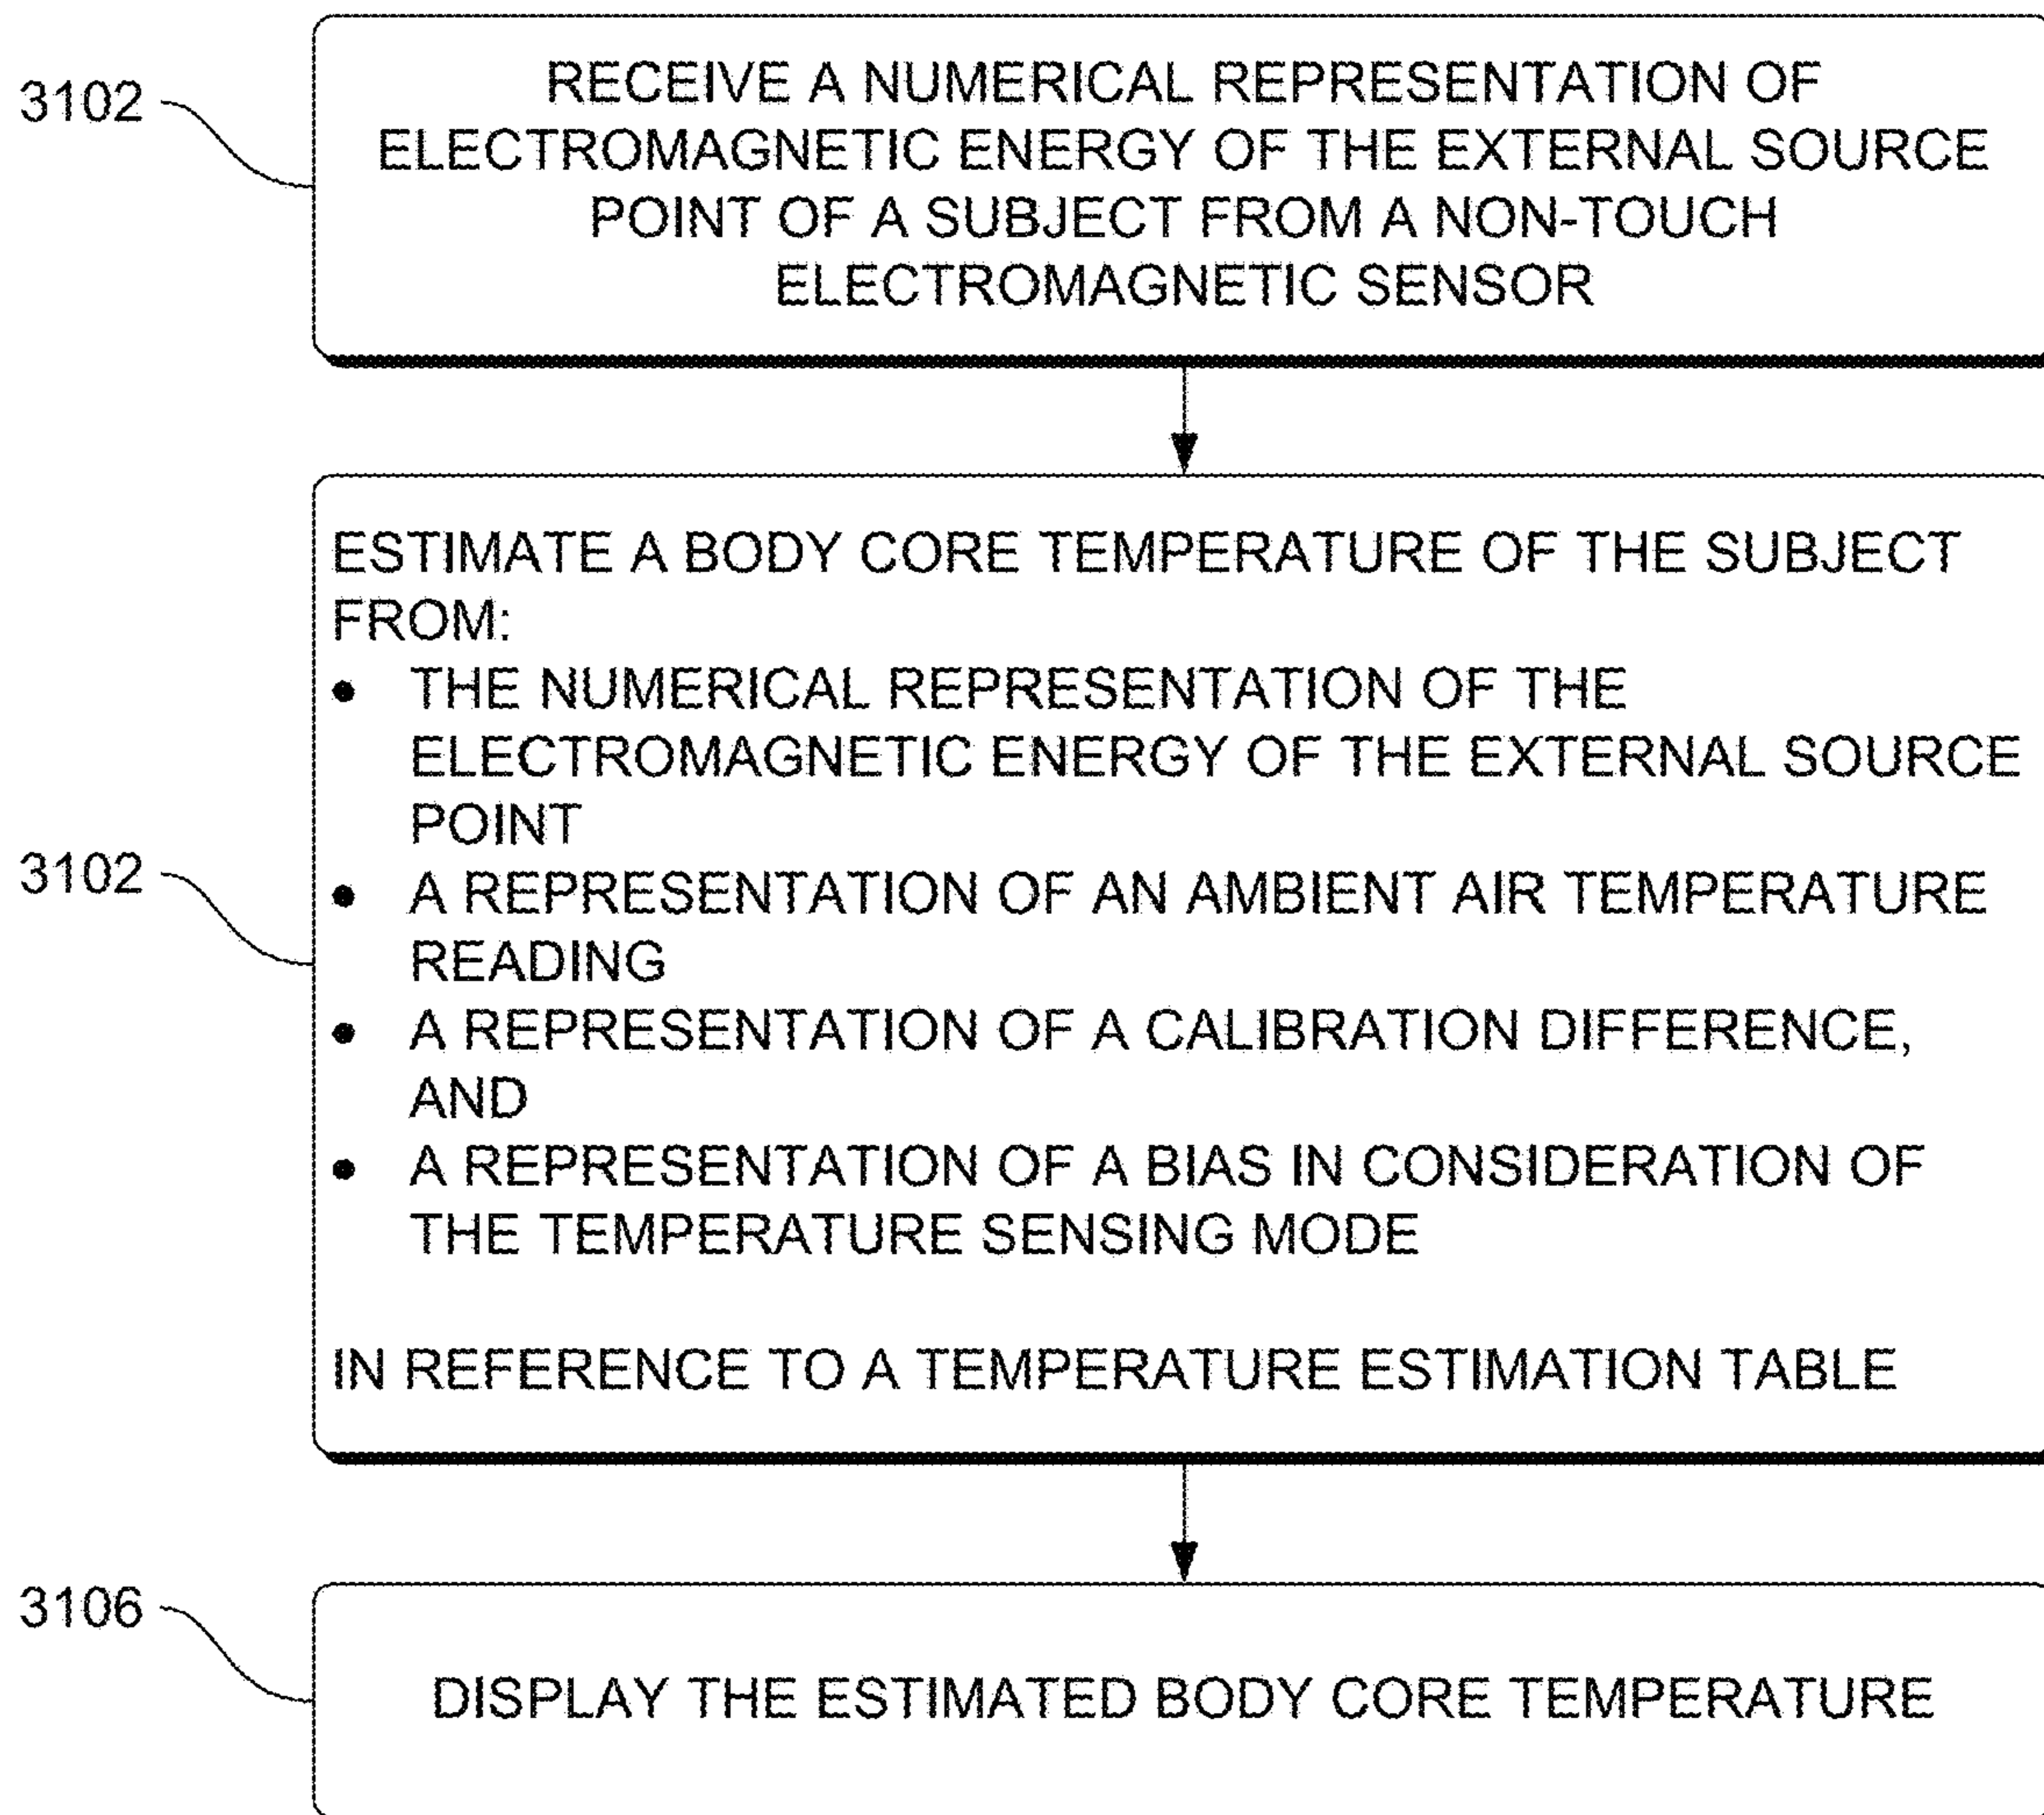 3102
RECEIVE A NUMERICAL REPRESENTATION OF
ELECTROMAGNETIC ENERGY OF THE EXTERNAL SOURCE
POINT OF A SUBJECT FROM A NON-TOUCH
ELECTROMAGNETIC SENSOR
3102
ESTIMATE A BODY CORE TEMPERATURE OF THE SUBJECT
FROM:
• THE NUMERICAL REPRESENTATION OF THE
ELECTROMAGNETIC ENERGY OF THE EXTERNAL SOURCE
POINT
• A REPRESENTATION OF AN AMBIENT AIR TEMPERATURE
READING
• A REPRESENTATION OF A CALIBRATION DIFFERENCE,
AND
• A REPRESENTATION OF A BIAS IN CONSIDERATION OF
THE TEMPERATURE SENSING MODE
IN REFERENCE TO A TEMPERATURE ESTIMATION TABLE
3106
DISPLAY THE ESTIMATED BODY CORE TEMPERATURE